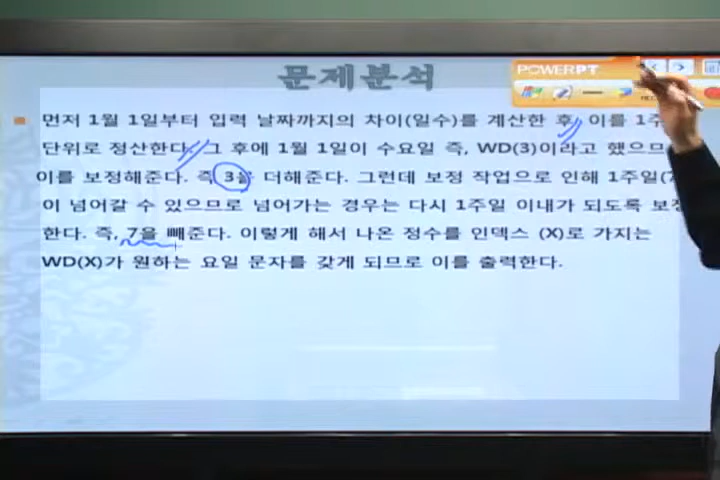 문제분석
POWERPT
먼저 1월 1일부터 입력 날짜까지의 차이(일수)를 계산한 후, 이를 1주
단위로 정산한다. 그 후에 1월 1일이 수요일 즉, WD(3)이라고 했으므
이를 보정해준다. 즉 3을 더해준다. 그런데 보정 작업으로 인해 1주일(7
이 넘어갈 수 있으므로 넘어가는 경우는 다시 1주일 이내가 되도록 보정
한다. 즉, 7을 빼준다. 이렇게 해서 나온 정수를 인덱스 (X)로 가지는
WD(X)가 원하는 요일 문자를 갖게 되므로 이를 출력한다.